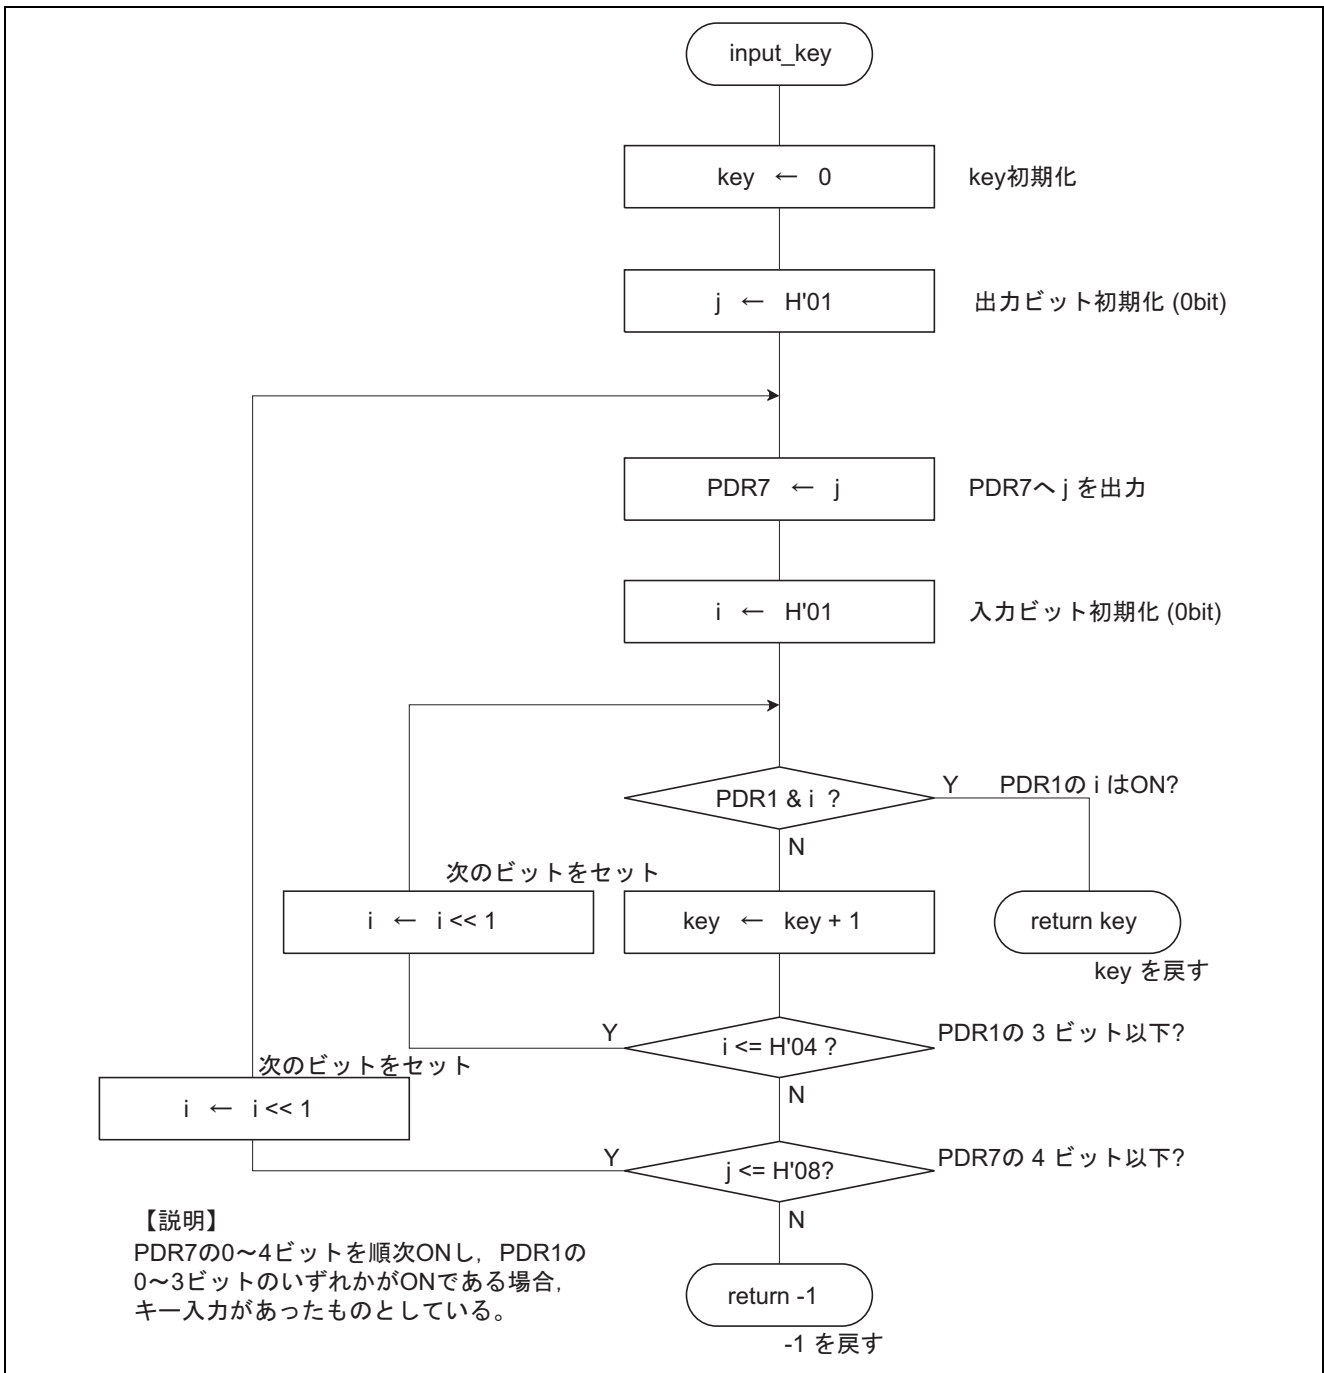 input_key
key ← 0
key初期化
j ← H'01
出力ビット初期化 (0bit)
PDR7 ← j
PDR7へ j を出力
i ← H'01
入力ビット初期化 (0bit)
PDR1 & i ?
Y
PDR1の i はON?
N
次のビットをセット
i ← i << 1
key ← key + 1
return key
key を戻す
Y
i <= H'04 ?
PDR1の 3 ビット以下?
次のビットをセット
N
i ← i << 1
Y
j <= H'08?
PDR7の 4 ビット以下?
N
【説明】
PDR7の0〜4ビットを順次ONし, PDR1の
0〜3ビットのいずれかがONである場合,
キー入力があったものとしている。
return -1
-1 を戻す